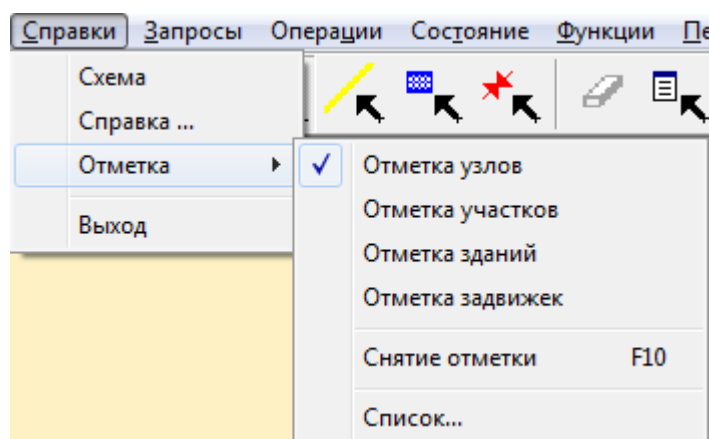 Справки Запросы Операции Состояние Функции
Схема
Справка ...
Отметка
Выход
Отметка узлов
Отметка участков
Отметка зданий
Отметка задвижек
Снятие отметки F10
Список...